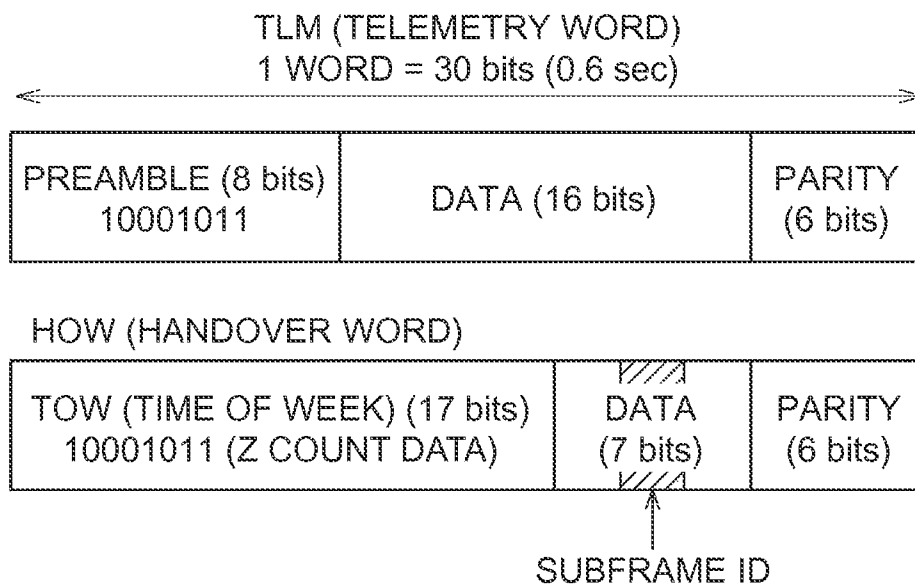 TLM (TELEMETRY WORD)
1 WORD = 30 bits (0.6 sec)
PREAMBLE (8 bits)
10001011
DATA (16 bits)
PARITY
(6 bits)
HOW (HANDOVER WORD)
TOW (TIME OF WEEK) (17 bits)
10001011 (Z COUNT DATA)
DATA
(7 bits)
PARITY
(6 bits)
SUBFRAME ID